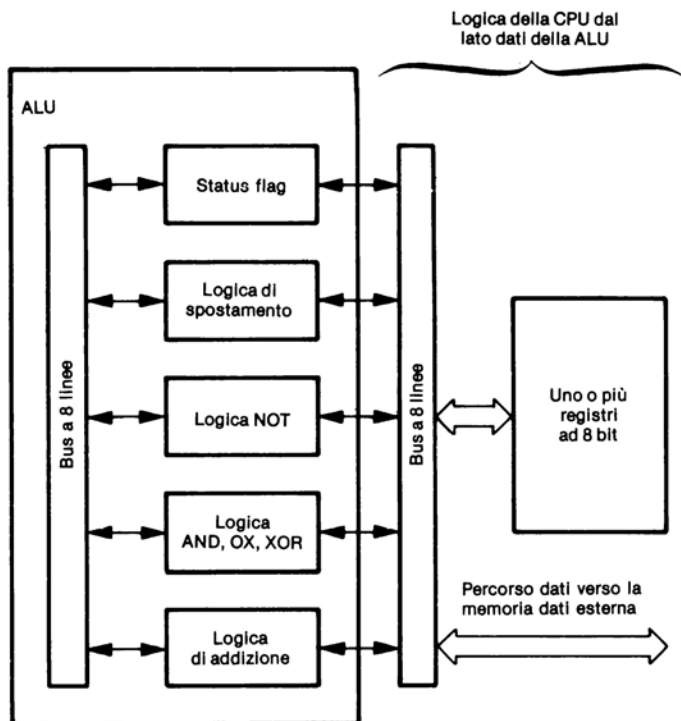 Logica della CPU dal
lato dati della ALU
ALU
Bus a 8 linee
Status flag
Logica di
spostamento
Logica NOT
Logica
AND, OX, XOR
Logica
di addizione
Bus a 8 linee
Uno o più
registri
ad 8 bit
Percorso dati verso la
memoria dati esterna